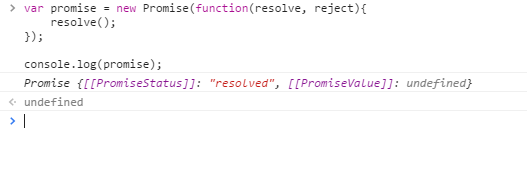 > var promise = new Promise(function(resolve, reject){
    resolve();
});

console.log(promise);
Promise {[[PromiseStatus]]: "resolved", [[PromiseValue]]: undefined}
undefined
>